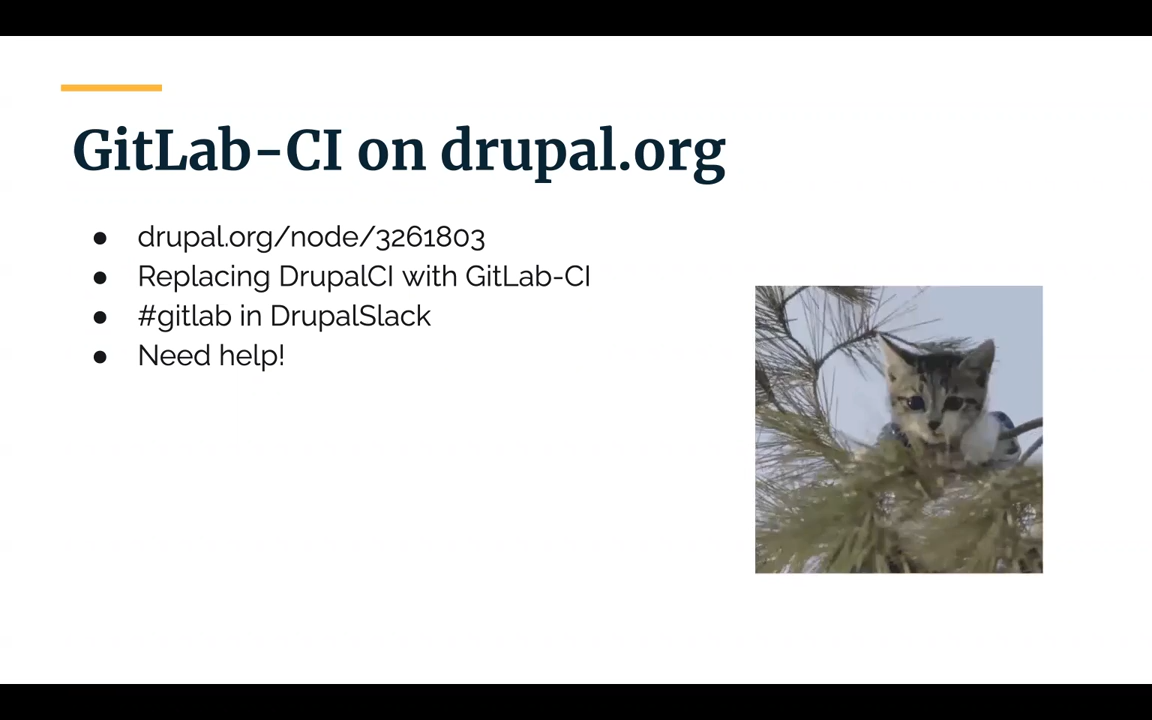 GitLab-CI on drupal.org
● drupal.org/node/3261803
● Replacing DrupalCI with GitLab-CI
● #gitlab in DrupalSlack
● Need help!